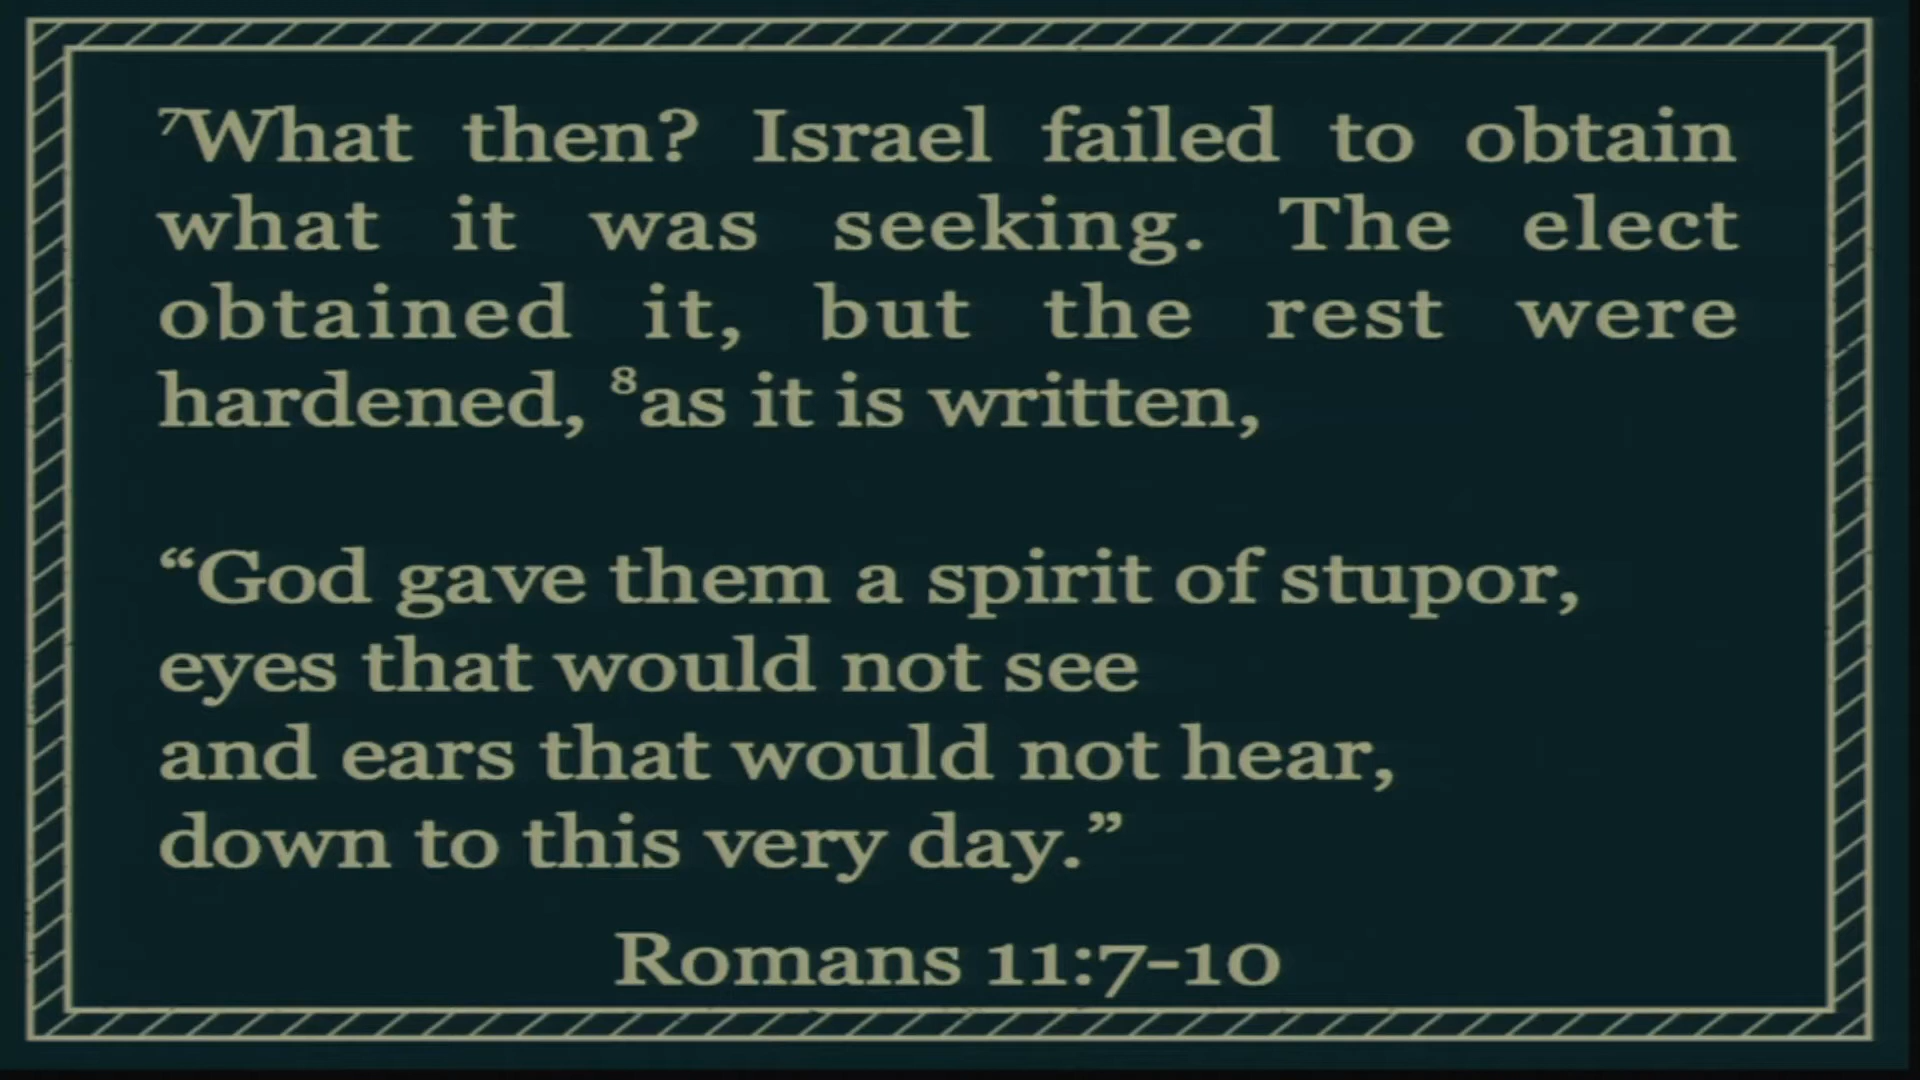 ⁷What then? Israel failed to obtain
what it was seeking. The elect
obtained it, but the rest were
hardened, ⁸as it is written,
“God gave them a spirit of stupor,
eyes that would not see
and ears that would not hear,
down to this very day.”
Romans 11:7-10